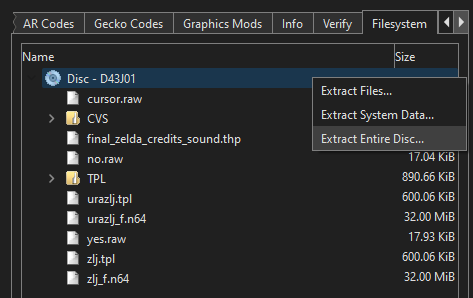 AR Codes Gecko Codes Graphics Mods Info Verify Filesystem
Name Size
Disc - D43J01
Extract Files...
cursor.raw
Extract System Data...
CVS
final_zelda_credits_sound.thp
Extract Entire Disc...
no.raw 17.04 KiB
TPL 890.66 KiB
urazlj.tpl 600.06 KiB
urazlj_f.n64 32.00 MiB
yes.raw 17.93 KiB
zlj.tpl 600.06 KiB
zlj_f.n64 32.00 MiB